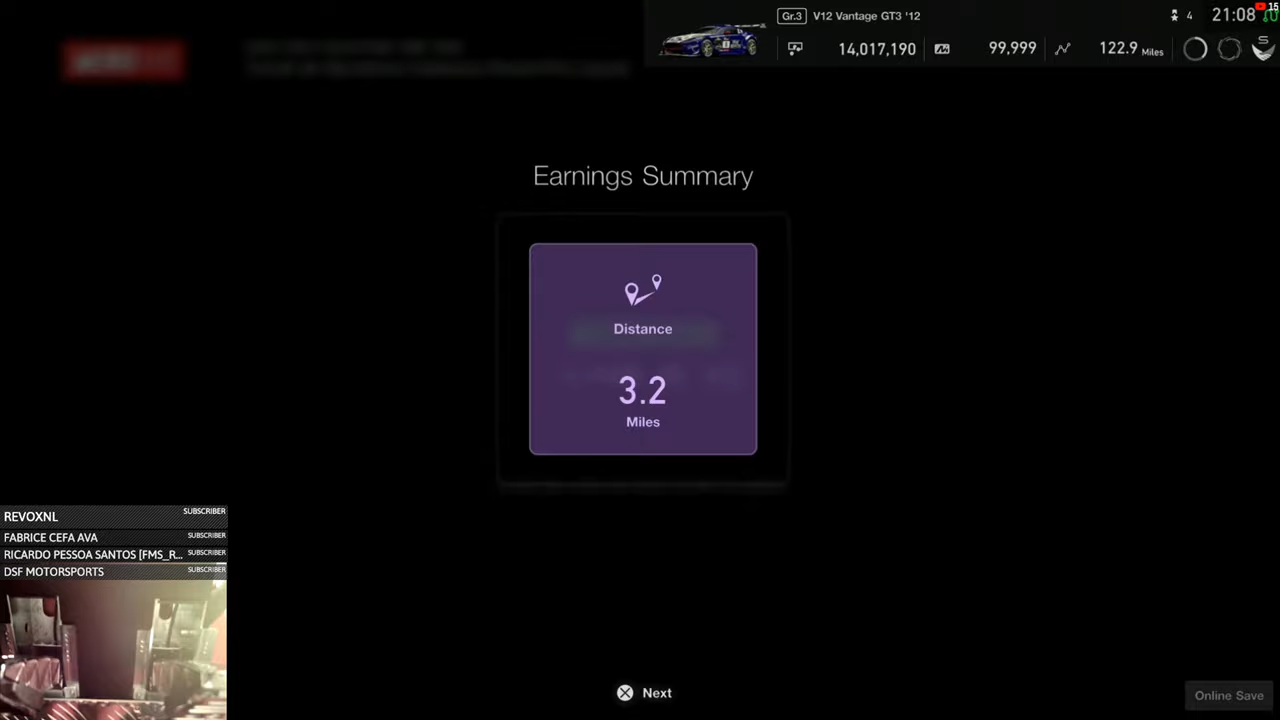 Gr.3 V12 Vantage GT3 '12
4 21:08 15
14,017,190 99,999 122.9 Miles
Earnings Summary
Distance
3.2
Miles
REVOXNL SUBSCRIBER
FABRICE CEFA AVA SUBSCRIBER
RICARDO PESSOA SANTOS [FMS_R... SUBSCRIBER
DSF MOTORSPORTS SUBSCRIBER
Next
Online Save